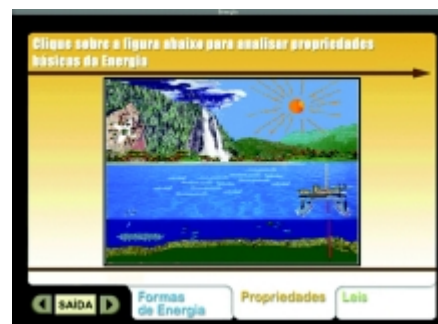 Clique sobre a figura abaixo para analisar propriedades
básicas da Energia
SAÍDA
Formas
de Energia
Propriedades
Leis